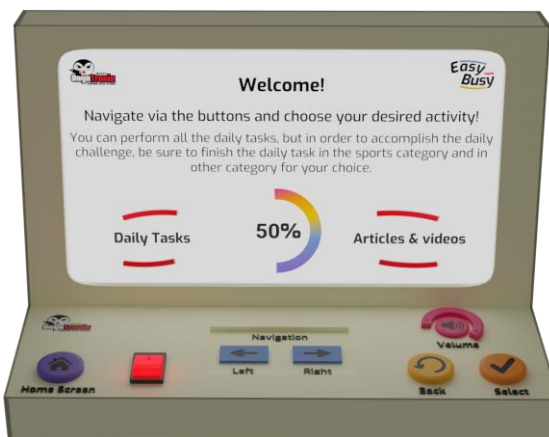 Easy
Busy
Welcome!
Navigate via the buttons and choose your desired activity!
You can perform all the daily tasks, but in order to accomplish the daily
challenge, be sure to finish the daily task in the sports category and in
other category for your choice.
Daily Tasks
50%
Articles & videos
Navigation
Volume
Left
Right
Home Screen
Back
Select